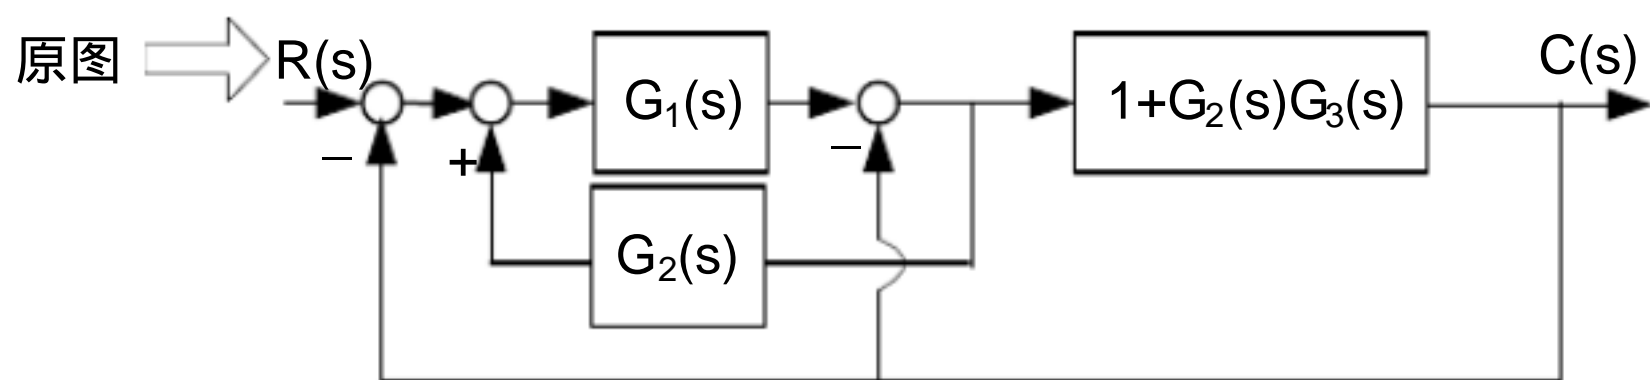 原图
R(s)
G₁(s)
1+G₂(s)G₃(s)
C(s)
−
+
−
G₂(s)